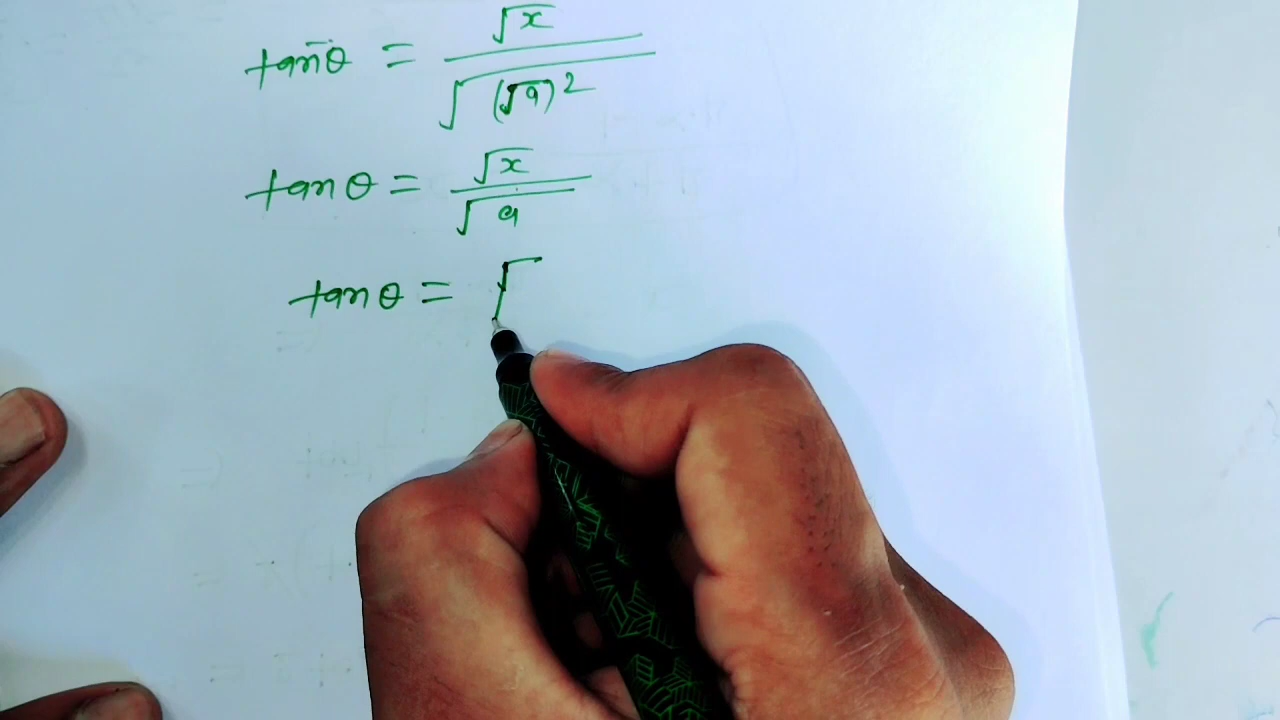 tanθ = √x / √(√a)²
tanθ = √x / √a
tanθ = √